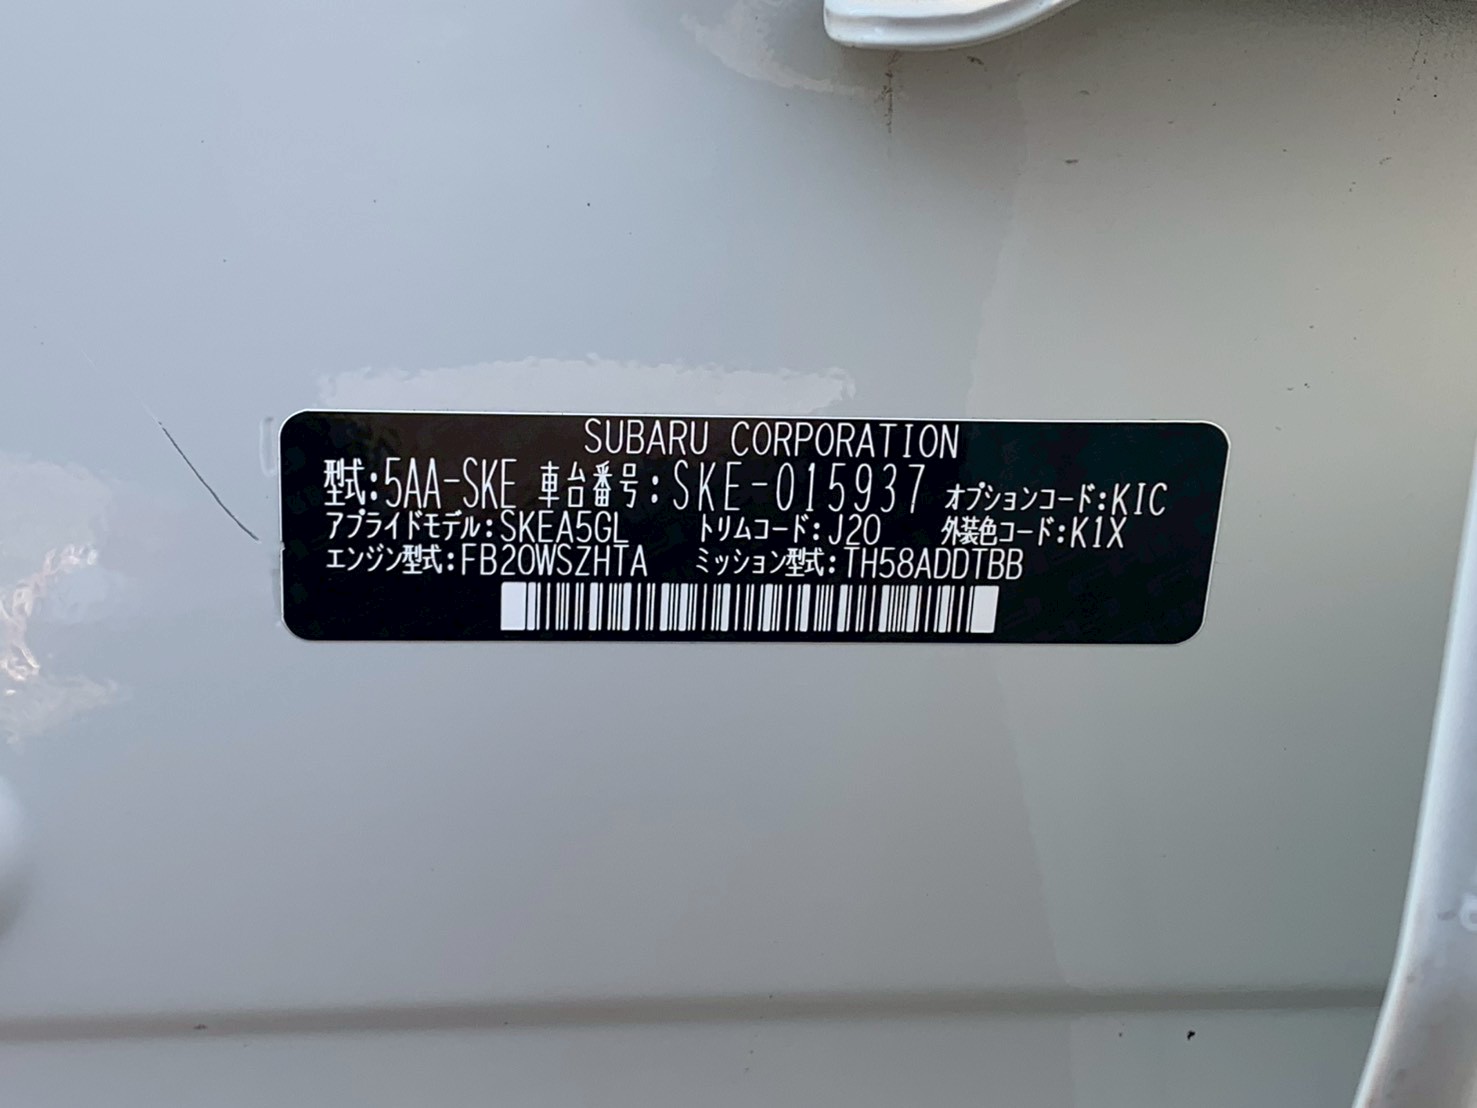 SUBARU CORPORATION
型式:5AA-SKE 車台番号:SKE-015937 オプションコード:KIC
アプライドモデル:SKEA5GL トリムコード:J20 外装色コード:K1X
エンジン型式:FB20WSZHTA ミッション型式:TH58ADDTBB